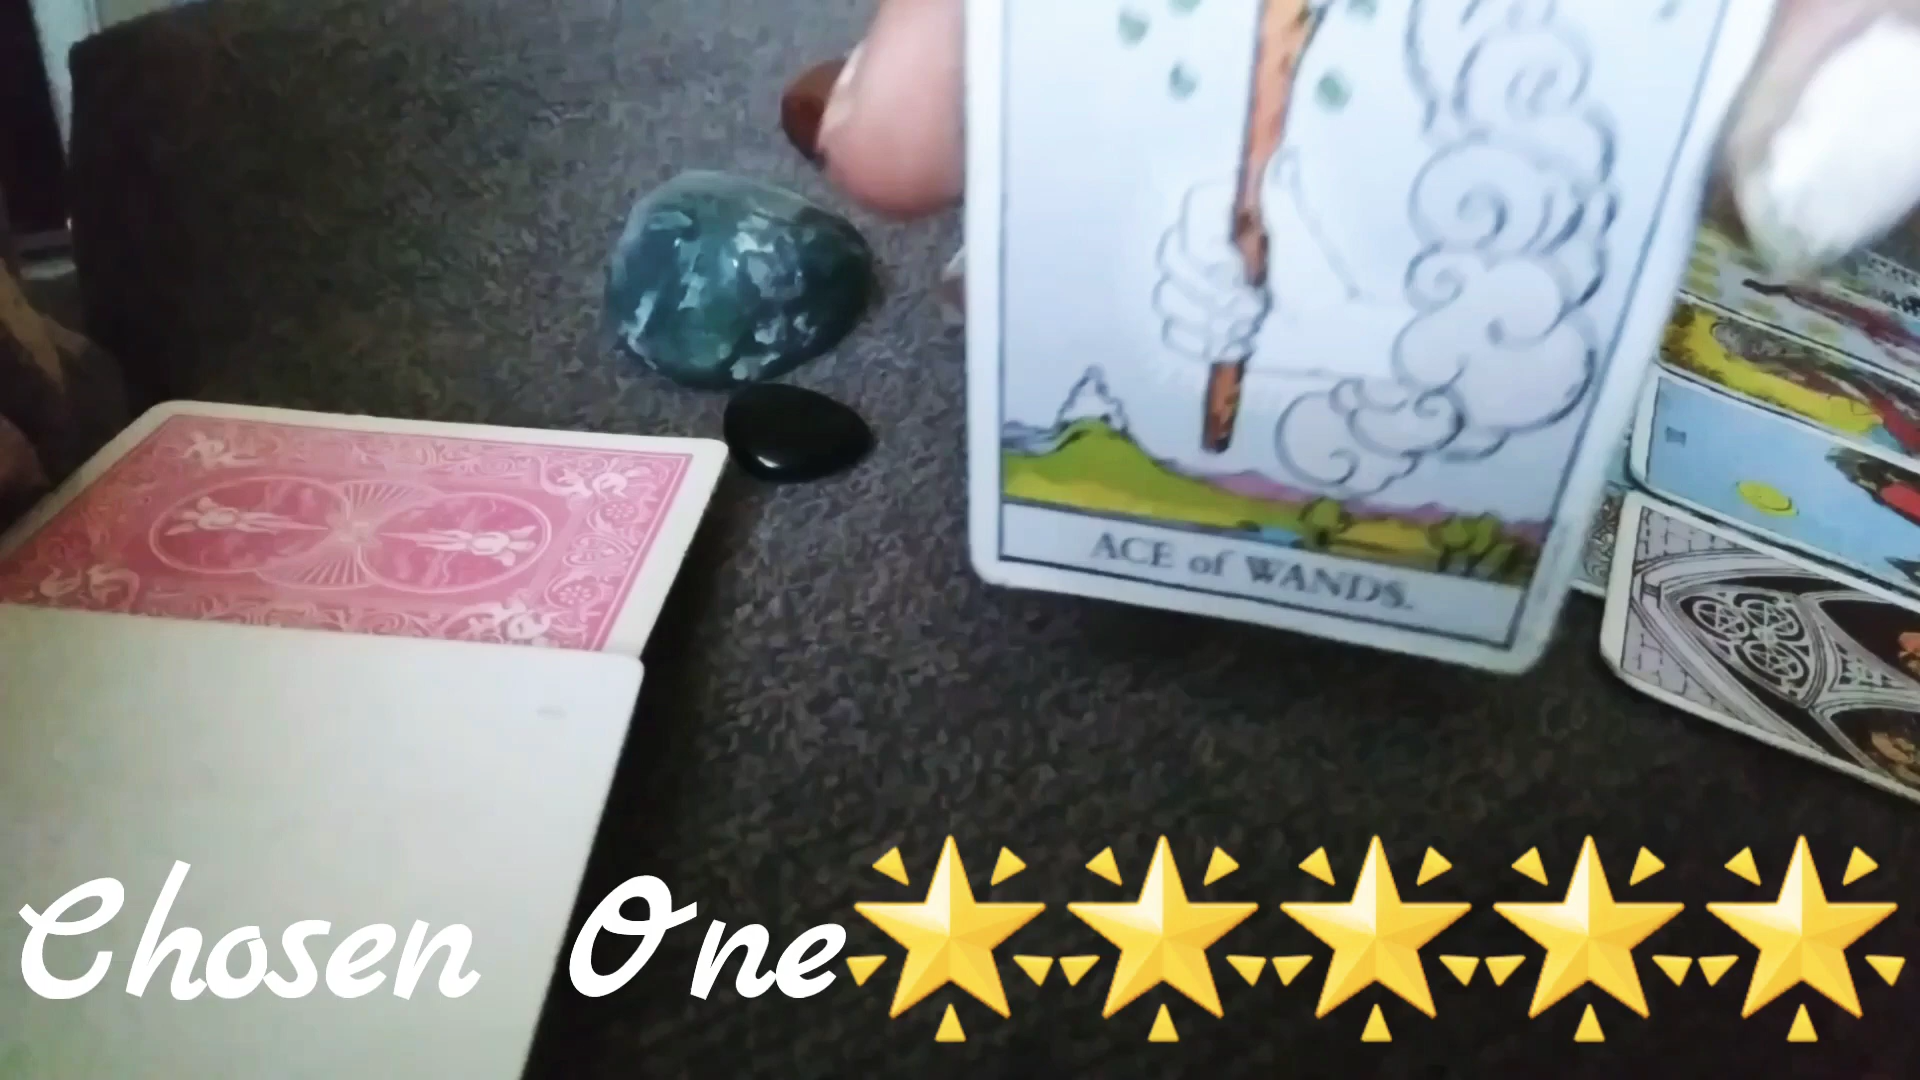 ACE of WANDS.
Chosen One🌟🌟🌟🌟🌟